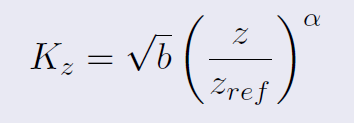 $K_z = \sqrt{b} \left( \frac{z}{z_{ref}} \right)^{\alpha}$